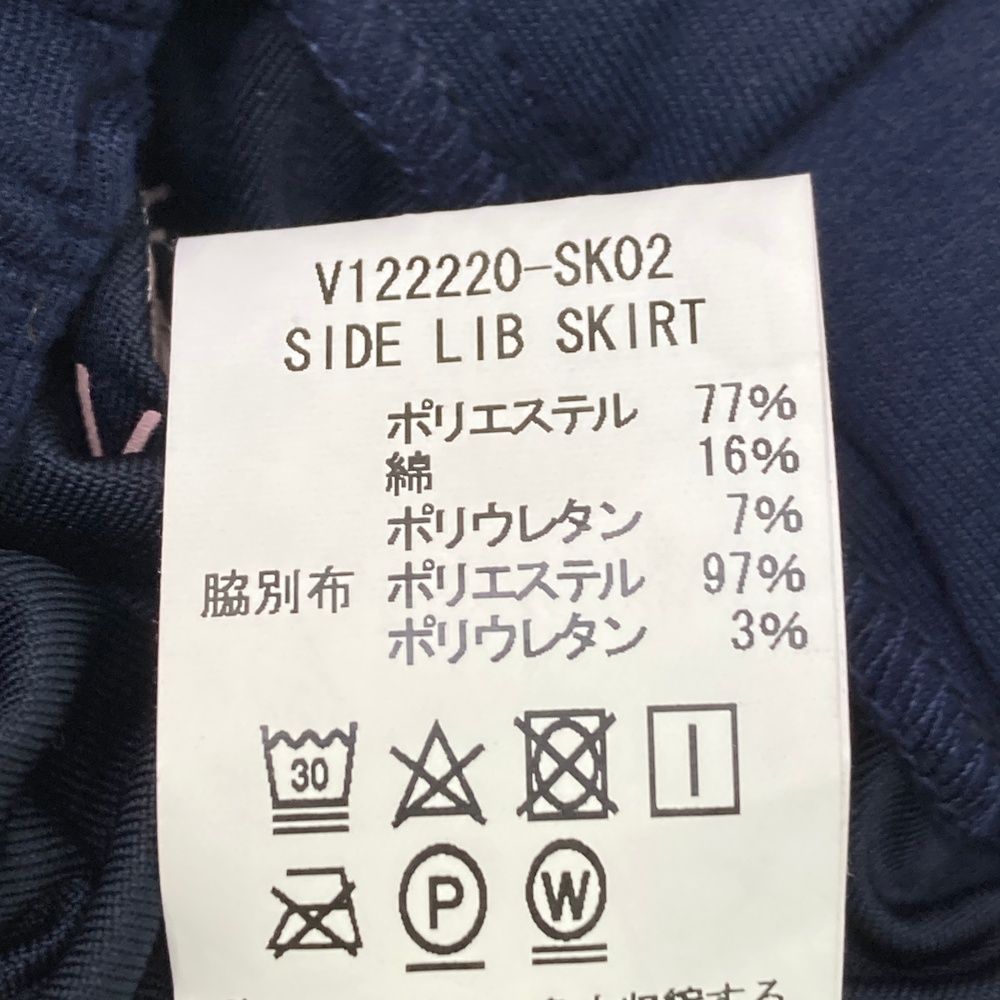 V122220-SK02
SIDE LIB SKIRT
ポリエステル 77%
綿 16%
ポリウレタン 7%
脇別布 ポリエステル 97%
ポリウレタン 3%
30
P W